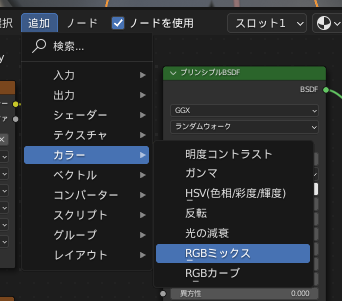 選択 追加 ノード ノードを使用 スロット1
検索...
入力
出力
シェーダー
テクスチャ
カラー
ベクトル
コンバーター
スクリプト
グループ
レイアウト
プリンシプルBSDF
BSDF
GGX
ランダムウォーク
明度コントラスト
ガンマ
HSV(色相/彩度/輝度)
反転
光の減衰
RGBミックス
RGBカーブ
異方性 0.000